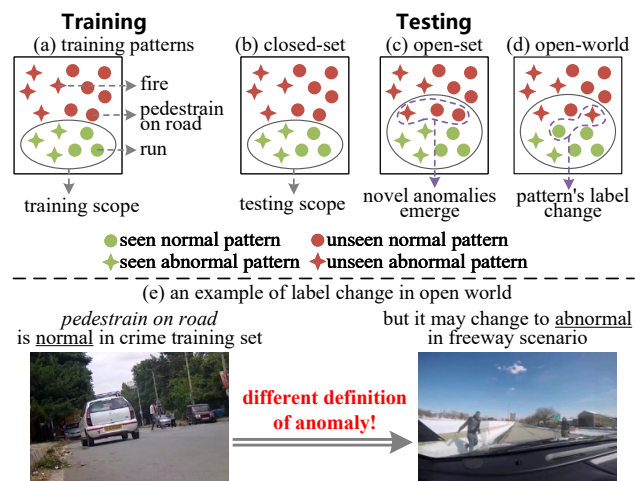 Training
Testing
(a) training patterns
(b) closed-set
(c) open-set
(d) open-world
fire
pedestrain
on road
run
training scope
testing scope
novel anomalies
emerge
pattern's label
change
seen normal pattern
unseen normal pattern
seen abnormal pattern
unseen abnormal pattern
(e) an example of label change in open world
pedestrain on road
is normal in crime training set
but it may change to abnormal
in freeway scenario
different definition
of anomaly!